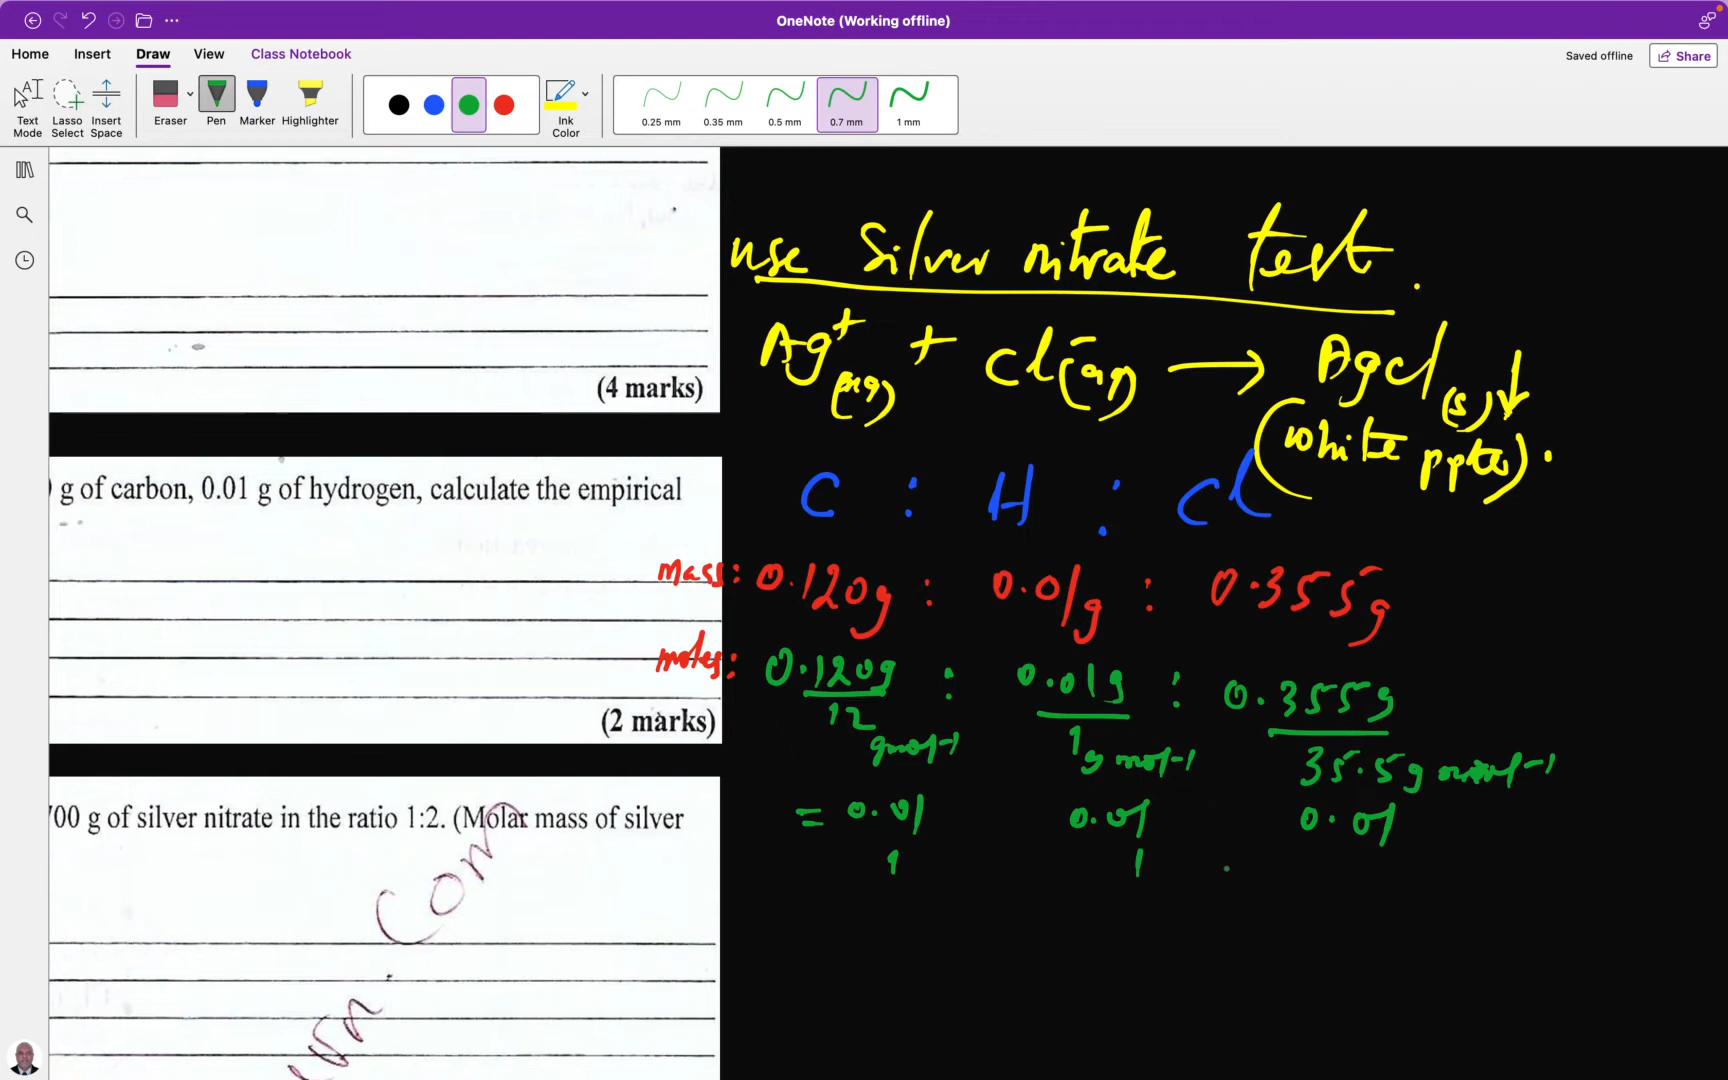 OneNote (Working offline)
Home Insert Draw View Class Notebook
Saved offline Share
Text Mode Lasso Select Insert Space Eraser Pen Marker Highlighter Ink Color 0.25 mm 0.35 mm 0.5 mm 0.7 mm 1 mm
use Silver nitrate test.
Ag+(aq) + Cl-(aq) → AgCl(s)↓
(white ppte).
(4 marks)
g of carbon, 0.01 g of hydrogen, calculate the empirical
C : H : Cl
mass: 0.120g : 0.01g : 0.355g
moles: 0.120g : 0.01g : 0.355g
12 gmol-1 1g mol-1 35.5g mol-1
(2 marks)
= 0.01 0.01 0.01
1 1
700 g of silver nitrate in the ratio 1:2. (Molar mass of silver
.com